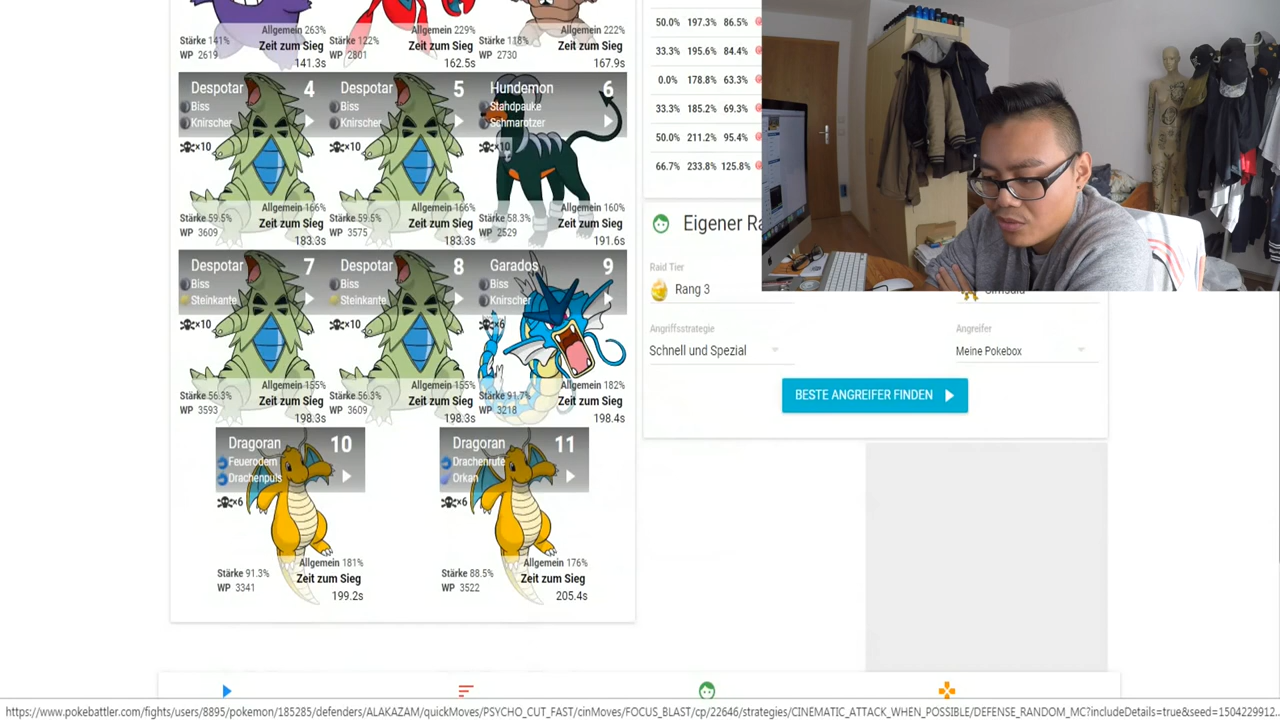 Allgemein 263%
Stärke 141%
Zeit zum Sieg
WP 2619
141.3s
Allgemein 229%
Stärke 122%
Zeit zum Sieg
WP 2801
162.5s
Allgemein 222%
Stärke 118%
Zeit zum Sieg
WP 2730
167.9s
Despotar 4
Biss
Knirscher
×10
Allgemein 166%
Stärke 59.5%
Zeit zum Sieg
WP 3609
183.3s
Despotar 5
Biss
Knirscher
×10
Allgemein 166%
Stärke 59.5%
Zeit zum Sieg
WP 3575
183.3s
Hundemon 6
Standpauke
Schmarotzer
×10
Allgemein 160%
Stärke 58.3%
Zeit zum Sieg
WP 2529
191.6s
Despotar 7
Biss
Steinkante
×10
Allgemein 155%
Stärke 56.3%
Zeit zum Sieg
WP 3593
198.3s
Despotar 8
Biss
Steinkante
×10
Allgemein 155%
Stärke 56.3%
Zeit zum Sieg
WP 3609
198.3s
Garados 9
Biss
Knirscher
×6
Allgemein 182%
Stärke 91.7%
Zeit zum Sieg
WP 3218
198.4s
Dragoran 10
Feuerodem
Drachenpuls
×6
Allgemein 181%
Stärke 91.3%
Zeit zum Sieg
WP 3341
199.2s
Dragoran 11
Drachenrute
Orkan
×6
Allgemein 176%
Stärke 88.5%
Zeit zum Sieg
WP 3522
205.4s
50.0% 197.3% 86.5%
33.3% 195.6% 84.4%
0.0% 178.8% 63.3%
33.3% 185.2% 69.3%
50.0% 211.2% 95.4%
66.7% 233.8% 125.8%
Eigener Ra
Raid Tier
Rang 3
Angriffsstrategie
Schnell und Spezial
Angreifer
Meine Pokebox
BESTE ANGREIFER FINDEN
https://www.pokebattler.com/fights/users/8895/pokemon/185285/defenders/ALAKAZAM/quickMoves/PSYCHO_CUT_FAST/cinMoves/FOCUS_BLAST/cp/22646/strategies/CINEMATIC_ATTACK_WHEN_POSSIBLE/DEFENSE_RANDOM_MC?includeDetails=true&seed=1504229912...